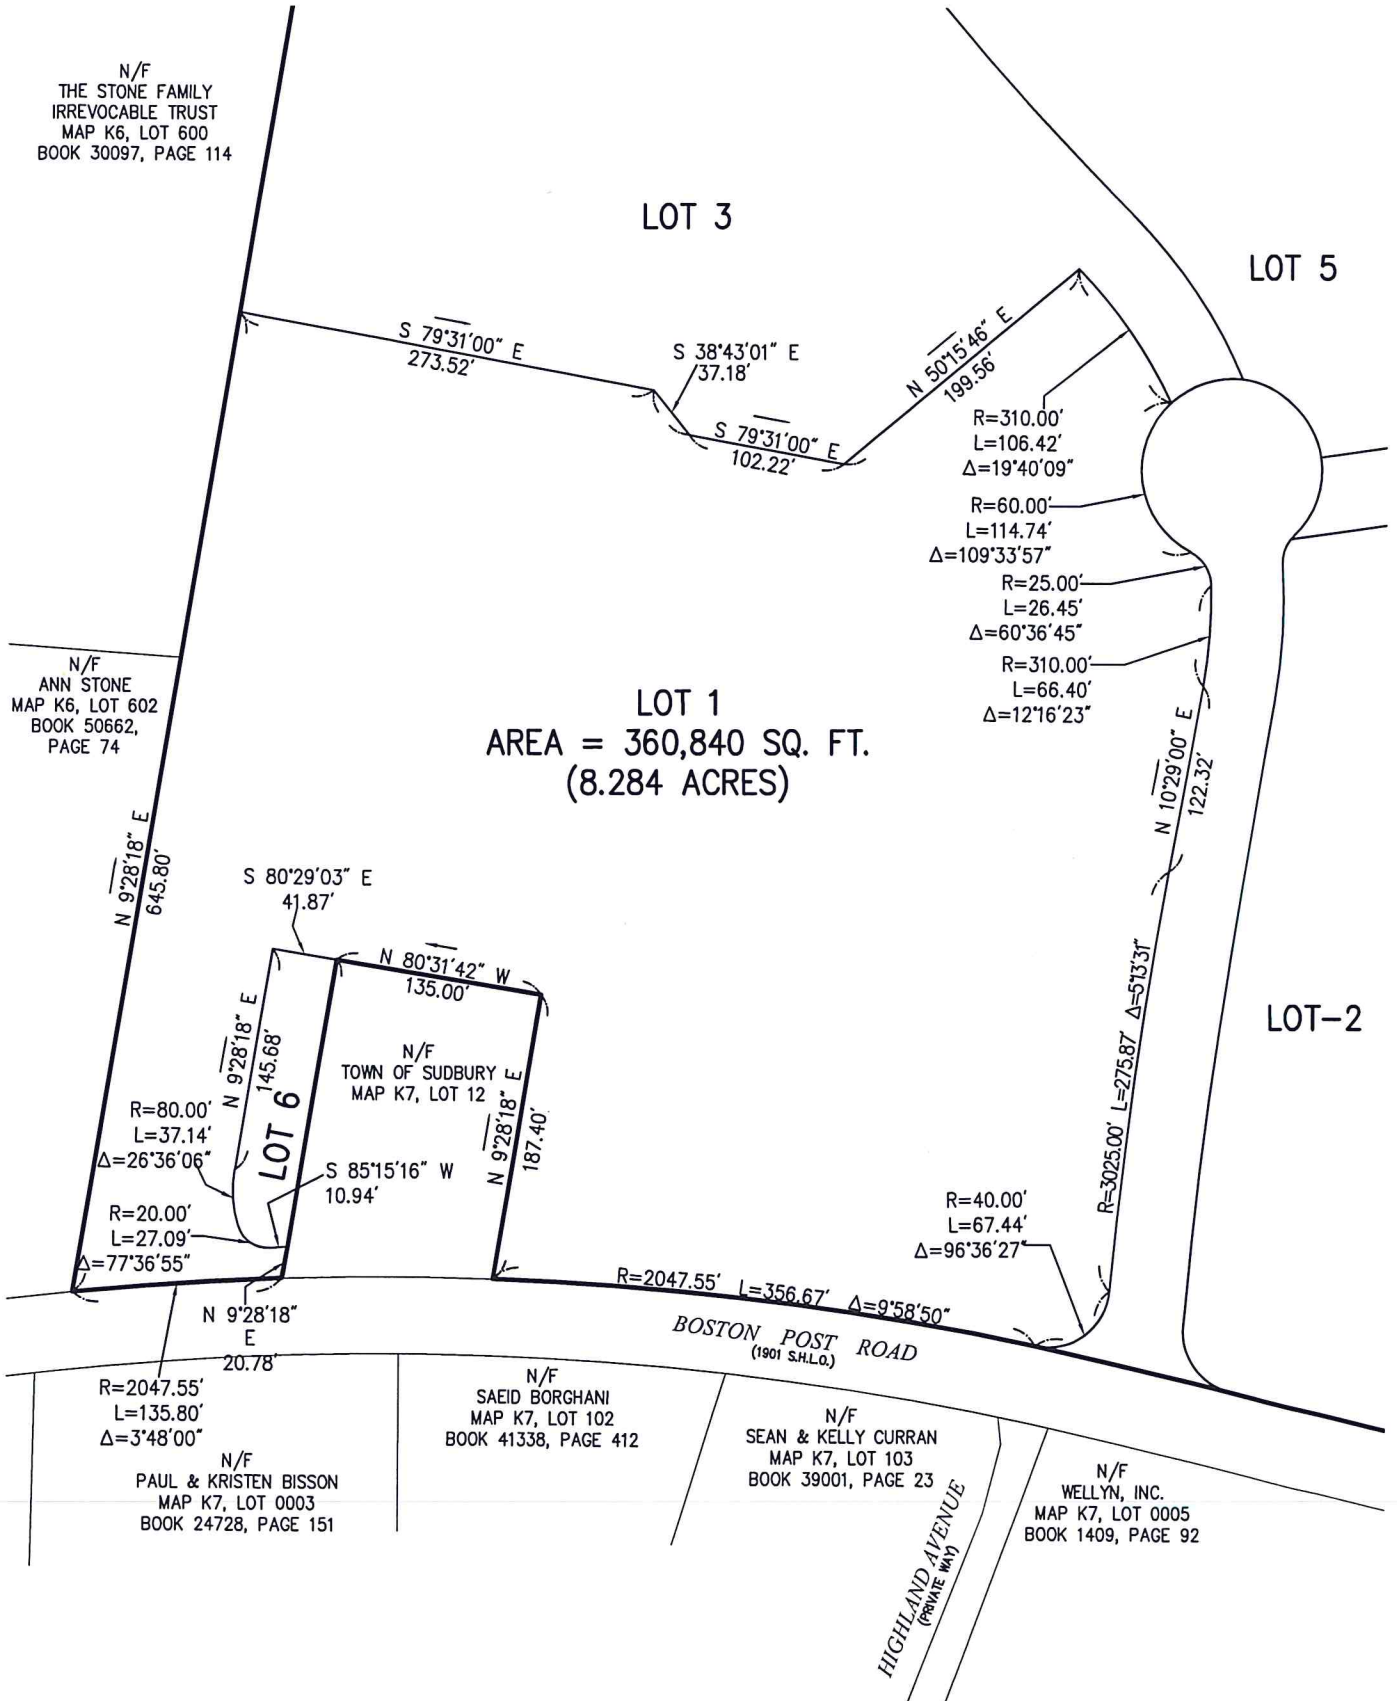 N/F
THE STONE FAMILY
IRREVOCABLE TRUST
MAP K6, LOT 600
BOOK 30097, PAGE 114
LOT 3
LOT 5
S 79°31'00" E
273.52'
S 38°43'01" E
37.18'
S 79°31'00" E
102.22'
N 50°15'46" E
199.56'
R=310.00'
L=106.42'
Δ=19°40'09"
R=60.00'
L=114.74'
Δ=109°33'57"
R=25.00'
L=26.45'
Δ=60°36'45"
R=310.00'
L=66.40'
Δ=12°16'23"
N/F
ANN STONE
MAP K6, LOT 602
BOOK 50662,
PAGE 74
LOT 1
AREA = 360,840 SQ. FT.
(8.284 ACRES)
N 10°29'00" E
122.32'
N 9°28'18" E
645.80'
S 80°29'03" E
41.87'
N 80°31'42" W
135.00'
R=3025.00' L=275.87' Δ=5°13'31"
LOT-2
N 9°28'18" E
145.68'
LOT 6
N/F
TOWN OF SUDBURY
MAP K7, LOT 12
N 9°28'18" E
187.40'
R=80.00'
L=37.14'
Δ=26°36'06"
S 85°15'16" W
10.94'
R=20.00'
L=27.09'
Δ=77°36'55"
R=40.00'
L=67.44'
Δ=96°36'27"
R=2047.55' L=356.67' Δ=9°58'50"
N 9°28'18"
E
20.78'
BOSTON POST ROAD
(1901 S.H.L.O.)
R=2047.55'
L=135.80'
Δ=3°48'00"
N/F
PAUL & KRISTEN BISSON
MAP K7, LOT 0003
BOOK 24728, PAGE 151
N/F
SAEID BORGHANI
MAP K7, LOT 102
BOOK 41338, PAGE 412
N/F
SEAN & KELLY CURRAN
MAP K7, LOT 103
BOOK 39001, PAGE 23
N/F
WELLYN, INC.
MAP K7, LOT 0005
BOOK 1409, PAGE 92
HIGHLAND AVENUE
(PRIVATE WAY)